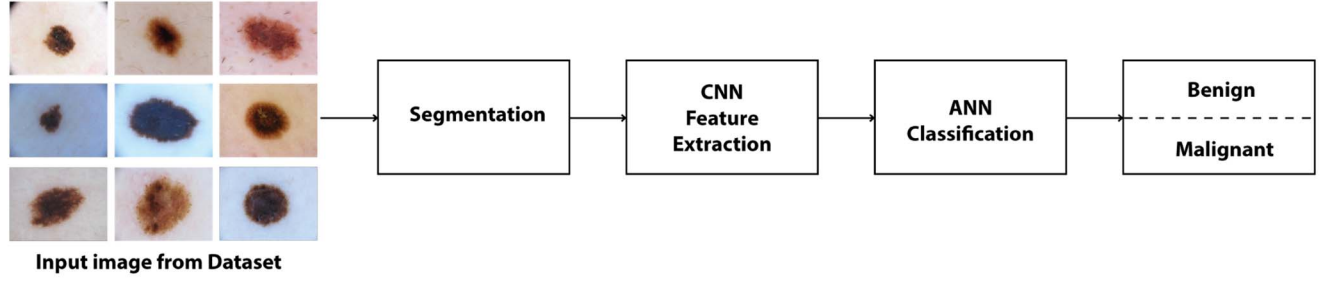 Segmentation
CNN
Feature
Extraction
ANN
Classification
Benign
Malignant
Input image from Dataset